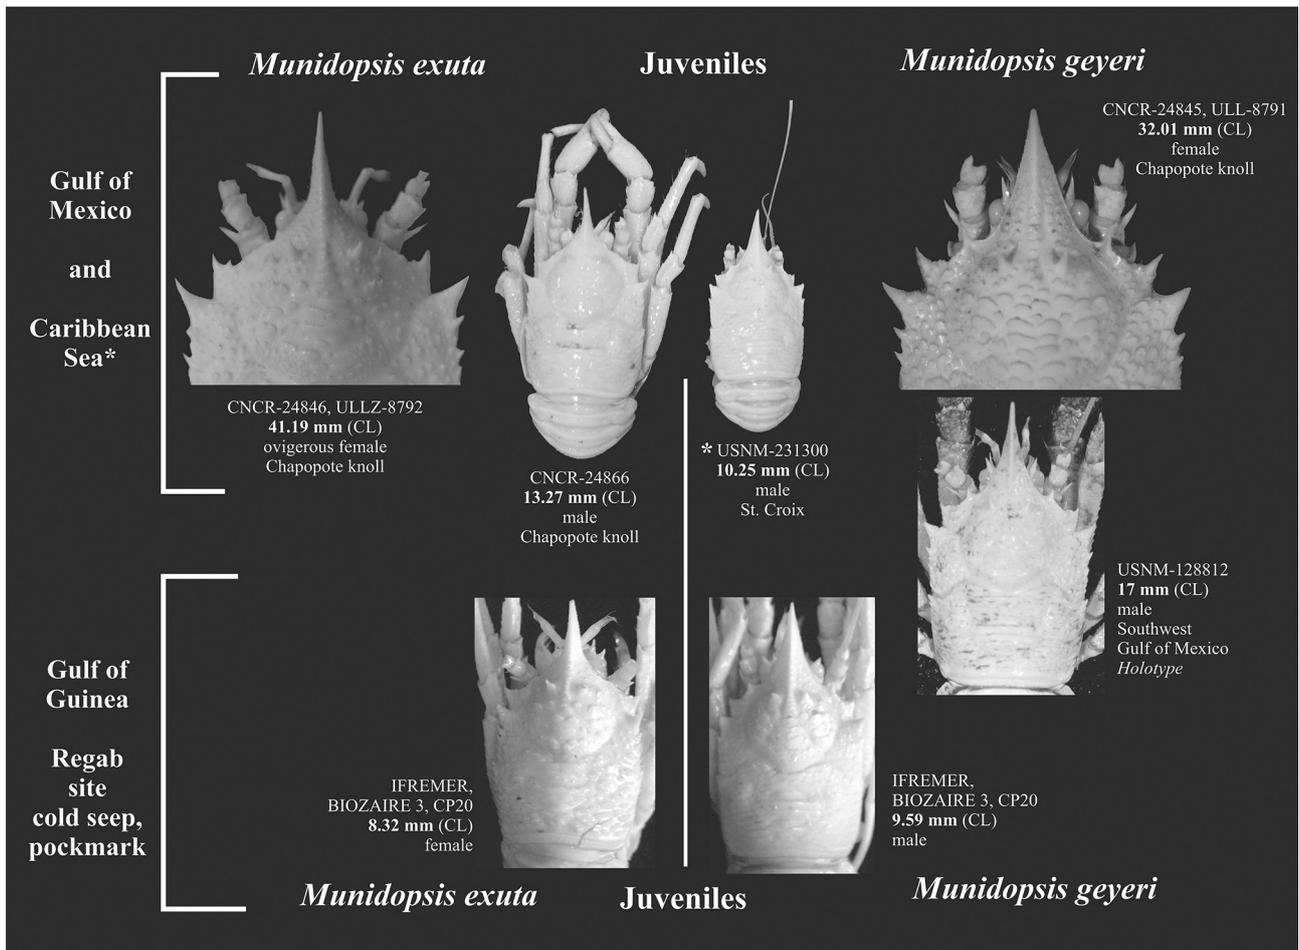 Munidopsis exuta
Juveniles
Munidopsis geyeri
Gulf of
Mexico
and
Caribbean
Sea*
CNCR-24846, ULLZ-8792
41.19 mm (CL)
ovigerous female
Chapopote knoll
CNCR-24866
13.27 mm (CL)
male
Chapopote knoll
* USNM-231300
10.25 mm (CL)
male
St. Croix
CNCR-24845, ULL-8791
32.01 mm (CL)
female
Chapopote knoll
USNM-128812
17 mm (CL)
male
Southwest
Gulf of Mexico
Holotype
Gulf of
Guinea
Regab
site
cold seep,
pockmark
IFREMER,
BIOZAIRE 3, CP20
8.32 mm (CL)
female
IFREMER,
BIOZAIRE 3, CP20
9.59 mm (CL)
male
Munidopsis exuta
Juveniles
Munidopsis geyeri